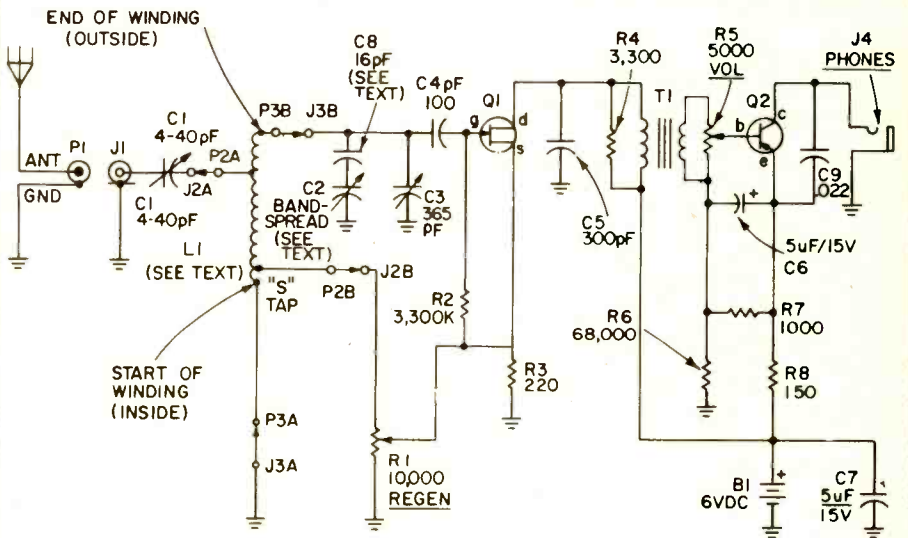 END OF WINDING
(OUTSIDE)
C8
16pF
(SEE
TEXT)
C4pF
100
Q1
g
d
s
R4
3,300
T1
R5
5000
VOL
Q2
b
c
e
J4
PHONES
P3B
J3B
ANT
GND
P1
J1
C1
4-40pF
J2A
P2A
C1
4-40pF
L1
(SEE TEXT)
C2
BAND-
SPREAD
(SEE
TEXT)
C3
365
PF
C5
300pF
C9
.022
+
5uF/15V
C6
"S"
TAP
P2B
J2B
R2
3,300K
R3
220
R6
68,000
R7
1000
R8
150
START OF
WINDING
(INSIDE)
P3A
J3A
R1
10,000
REGEN
B1
6VDC
+
C7
5uF
15V